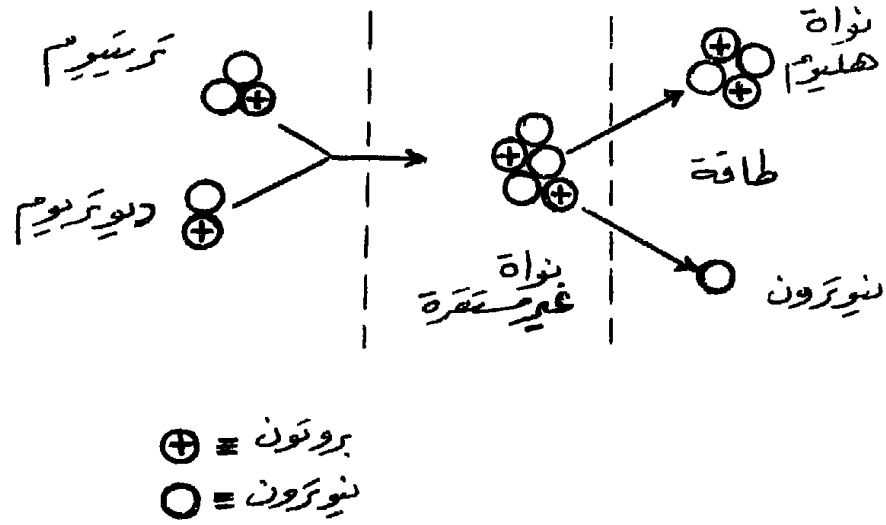 تريتيوم
ديوتريوم
نواة
غير مستقرة
نواة
هليوم
طاقة
نيوترون
+ ≡ بروتون
≡ نيوترون